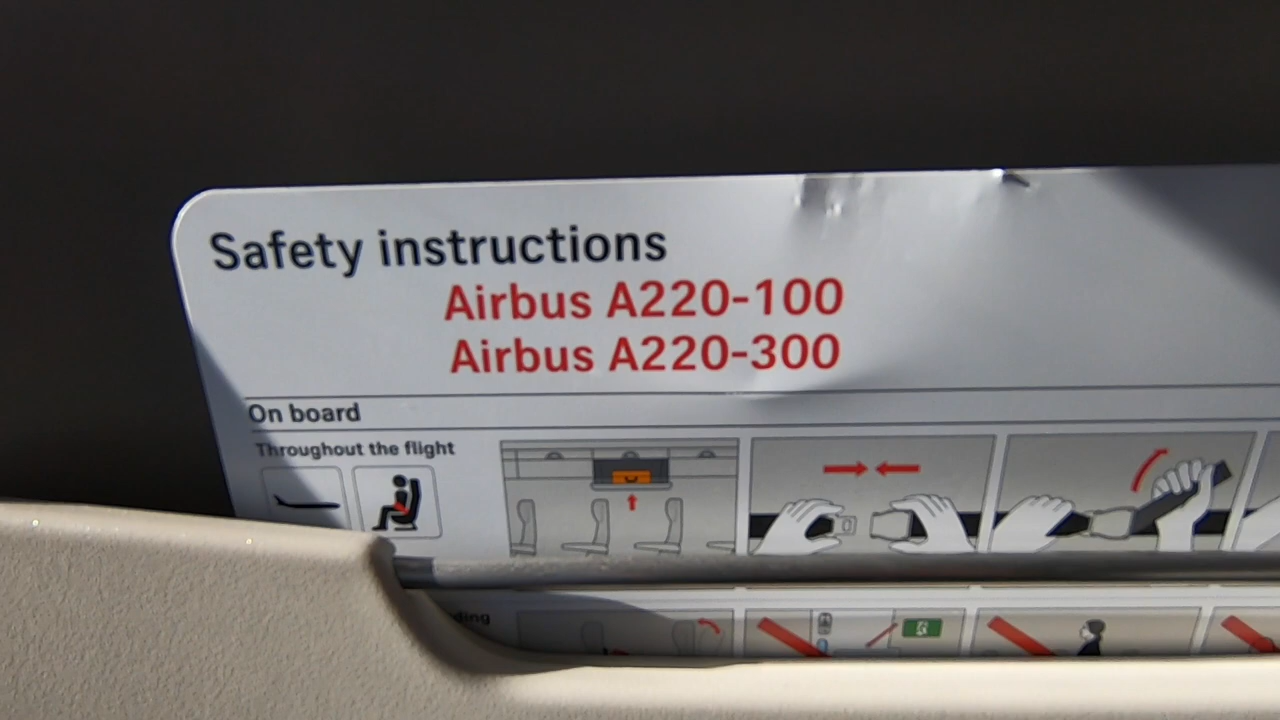 Safety instructions
Airbus A220-100
Airbus A220-300
On board
Throughout the flight